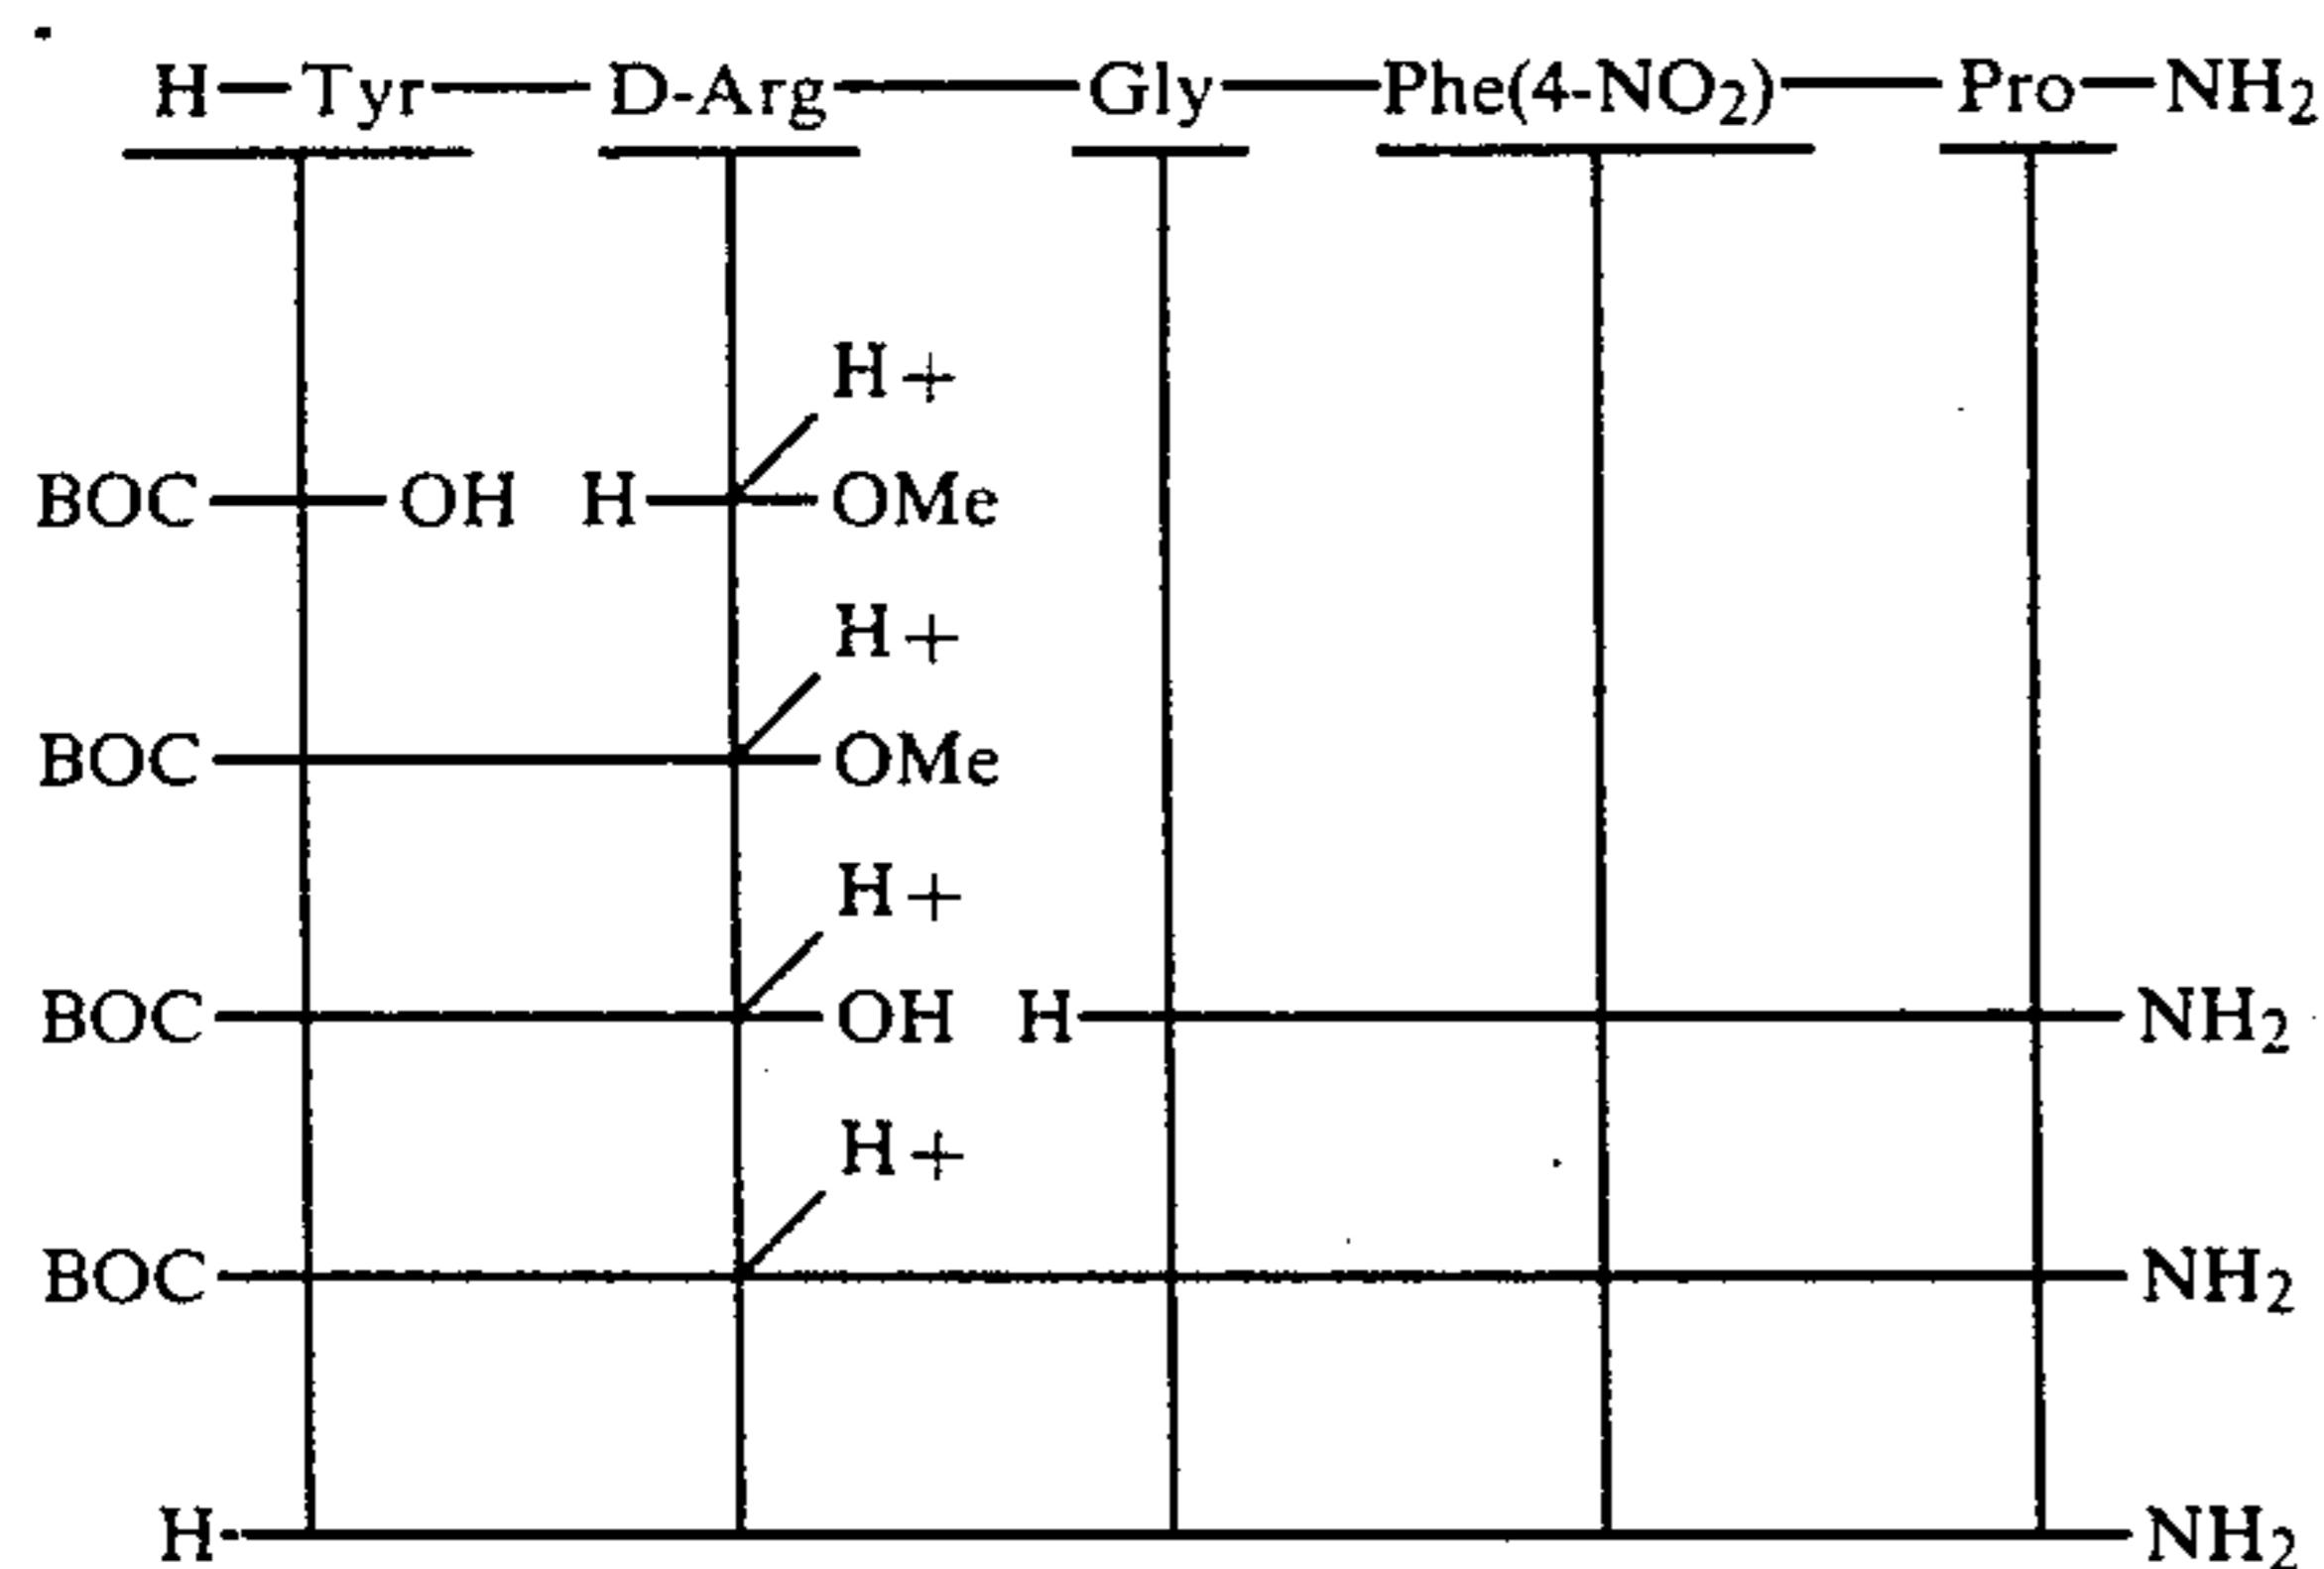 H—Tyr—D-Arg—Gly—Phe(4-NO₂)—Pro—NH₂
H+
BOC OH H OMe
H+
BOC OMe
H+
BOC OH H NH₂
H+
BOC NH₂
H NH₂